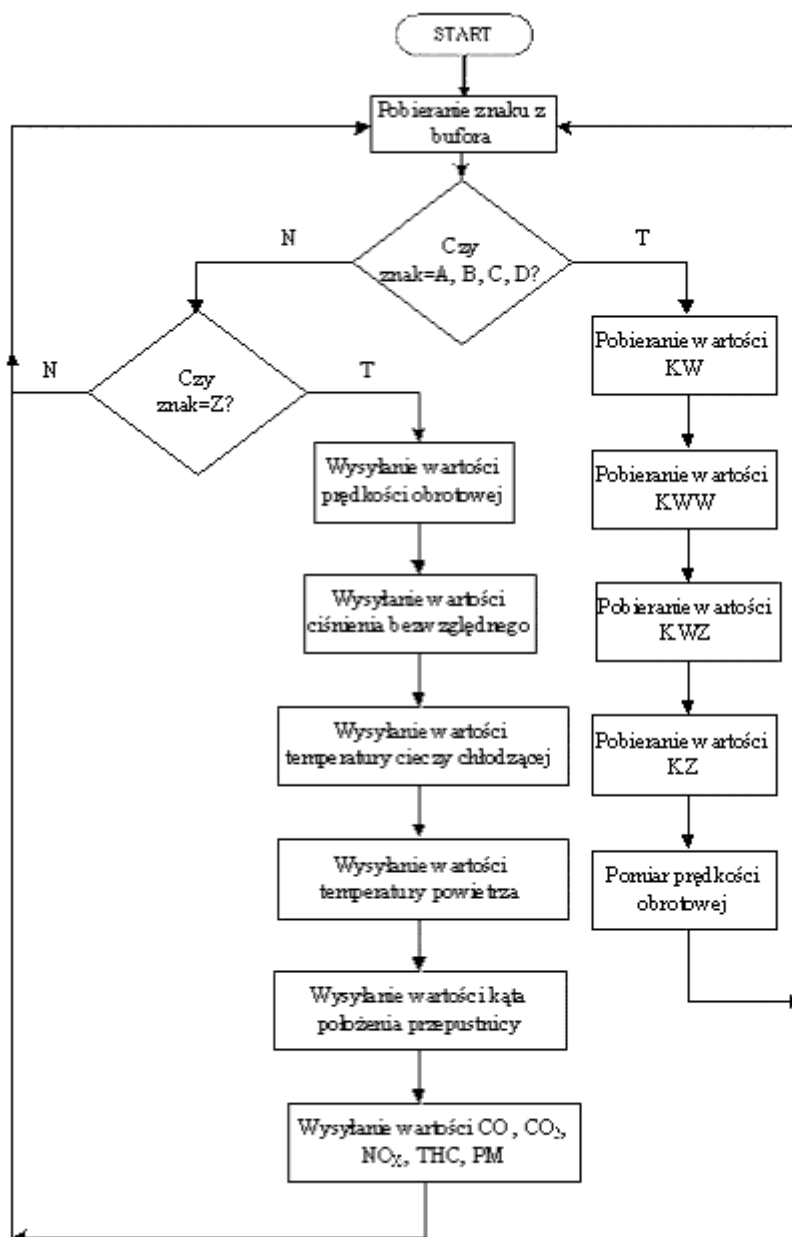 START
Pobieranie znaku z
bufora
N
T
Czy
znak=A, B, C, D?
N
T
Czy
znak=Z?
Pobieranie wartości
KW
Wysyłanie wartości
prędkości obrotowej
Pobieranie wartości
KWW
Wysyłanie wartości
ciśnienia bezwzględnego
Pobieranie wartości
KWZ
Wysyłanie wartości
temperatury cieczy chłodzącej
Pobieranie wartości
KZ
Wysyłanie wartości
temperatury powietrza
Pomiar prędkości
obrotowej
Wysyłanie wartości kąta
położenia przepustnicy
Wysyłanie wartości CO, CO₂,
NOₓ, THC, PM